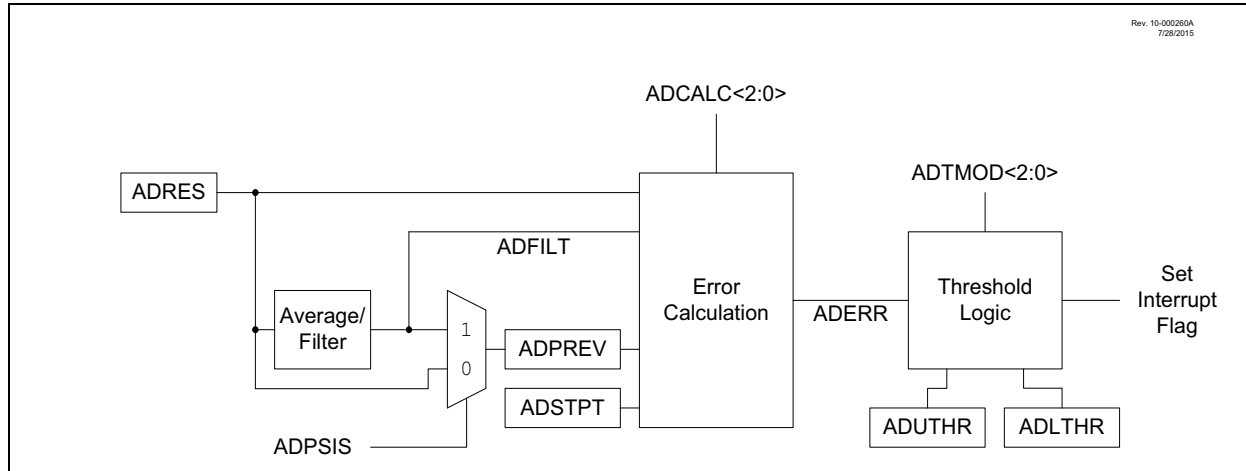 Rev. 10-000260A
7/28/2015
ADCALC<2:0>
ADRES
ADTMOD<2:0>
ADFILT
Average/
Filter
1
0
ADPREV
ADSTPT
ADPSIS
Error
Calculation
ADERR
Threshold
Logic
Set
Interrupt
Flag
ADUTHR
ADLTHR